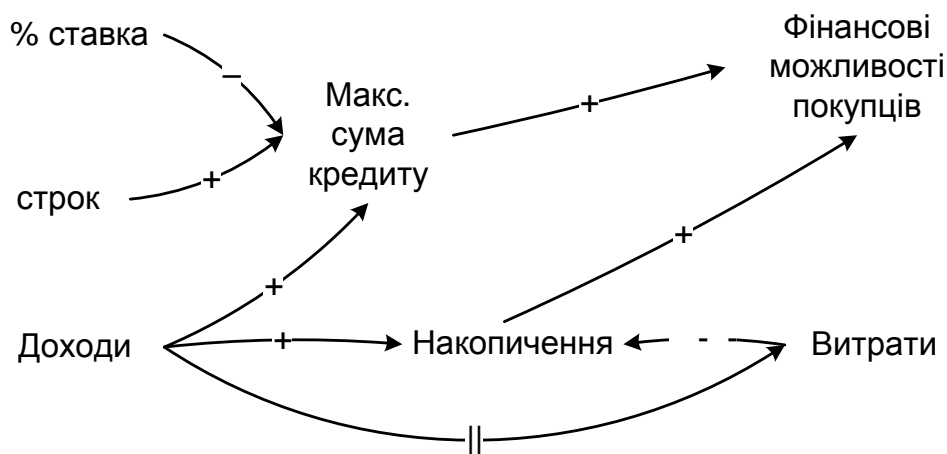 % ставка
–
строк
+
Макс.
сума
кредиту
+
Фінансові
можливості
покупців
+
+
Доходи
+
Накопичення
- -
Витрати
||